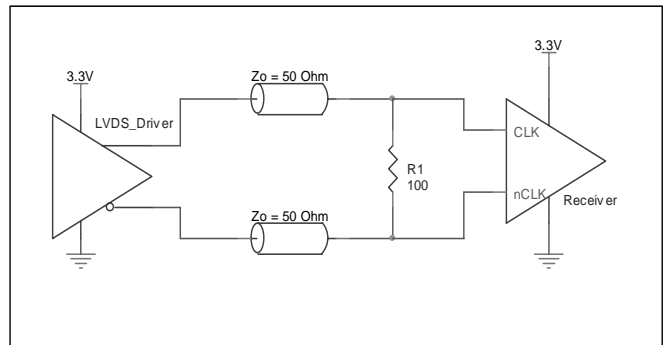 3.3V
LVDS_Driver
Zo = 50 Ohm
Zo = 50 Ohm
R1
100
3.3V
CLK
nCLK
Receiver